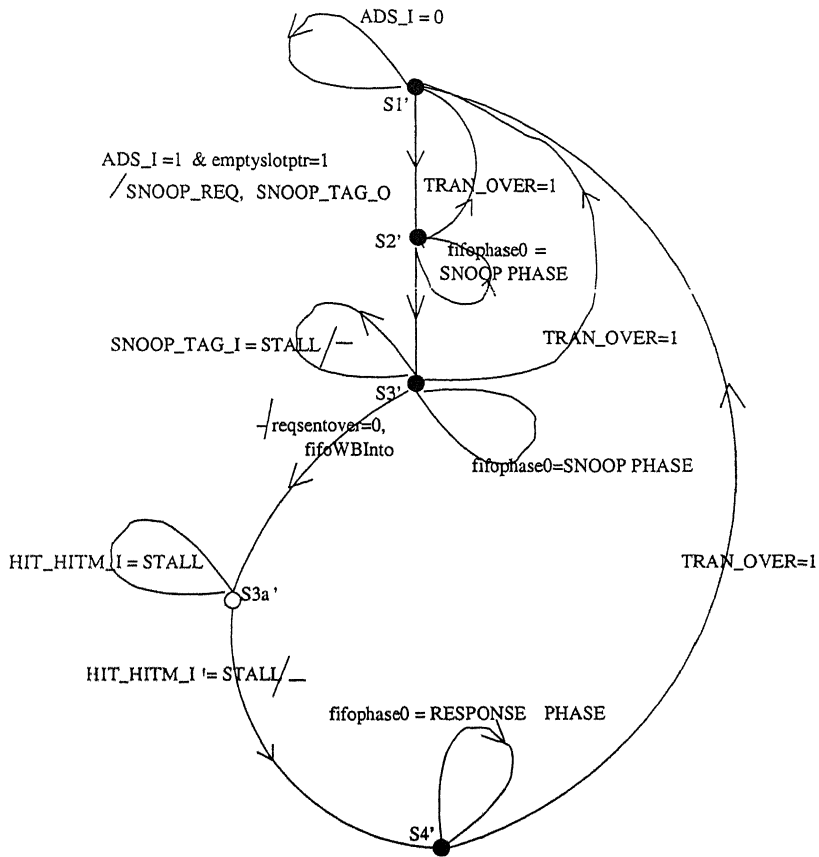 ADS_I = 0
S1'
ADS_I =1 & emptyslotptr=1
/SNOOP_REQ, SNOOP_TAG_O
TRAN_OVER=1
S2'
fifophase0 =
SNOOP PHASE
SNOOP_TAG_I = STALL/ —
TRAN_OVER=1
S3'
–/reqsentover=0,
fifoWBInto
fifophase0=SNOOP PHASE
HIT_HITM_I = STALL
TRAN_OVER=1
S3a'
HIT_HITM_I != STALL/ —
fifophase0 = RESPONSE PHASE
S4'